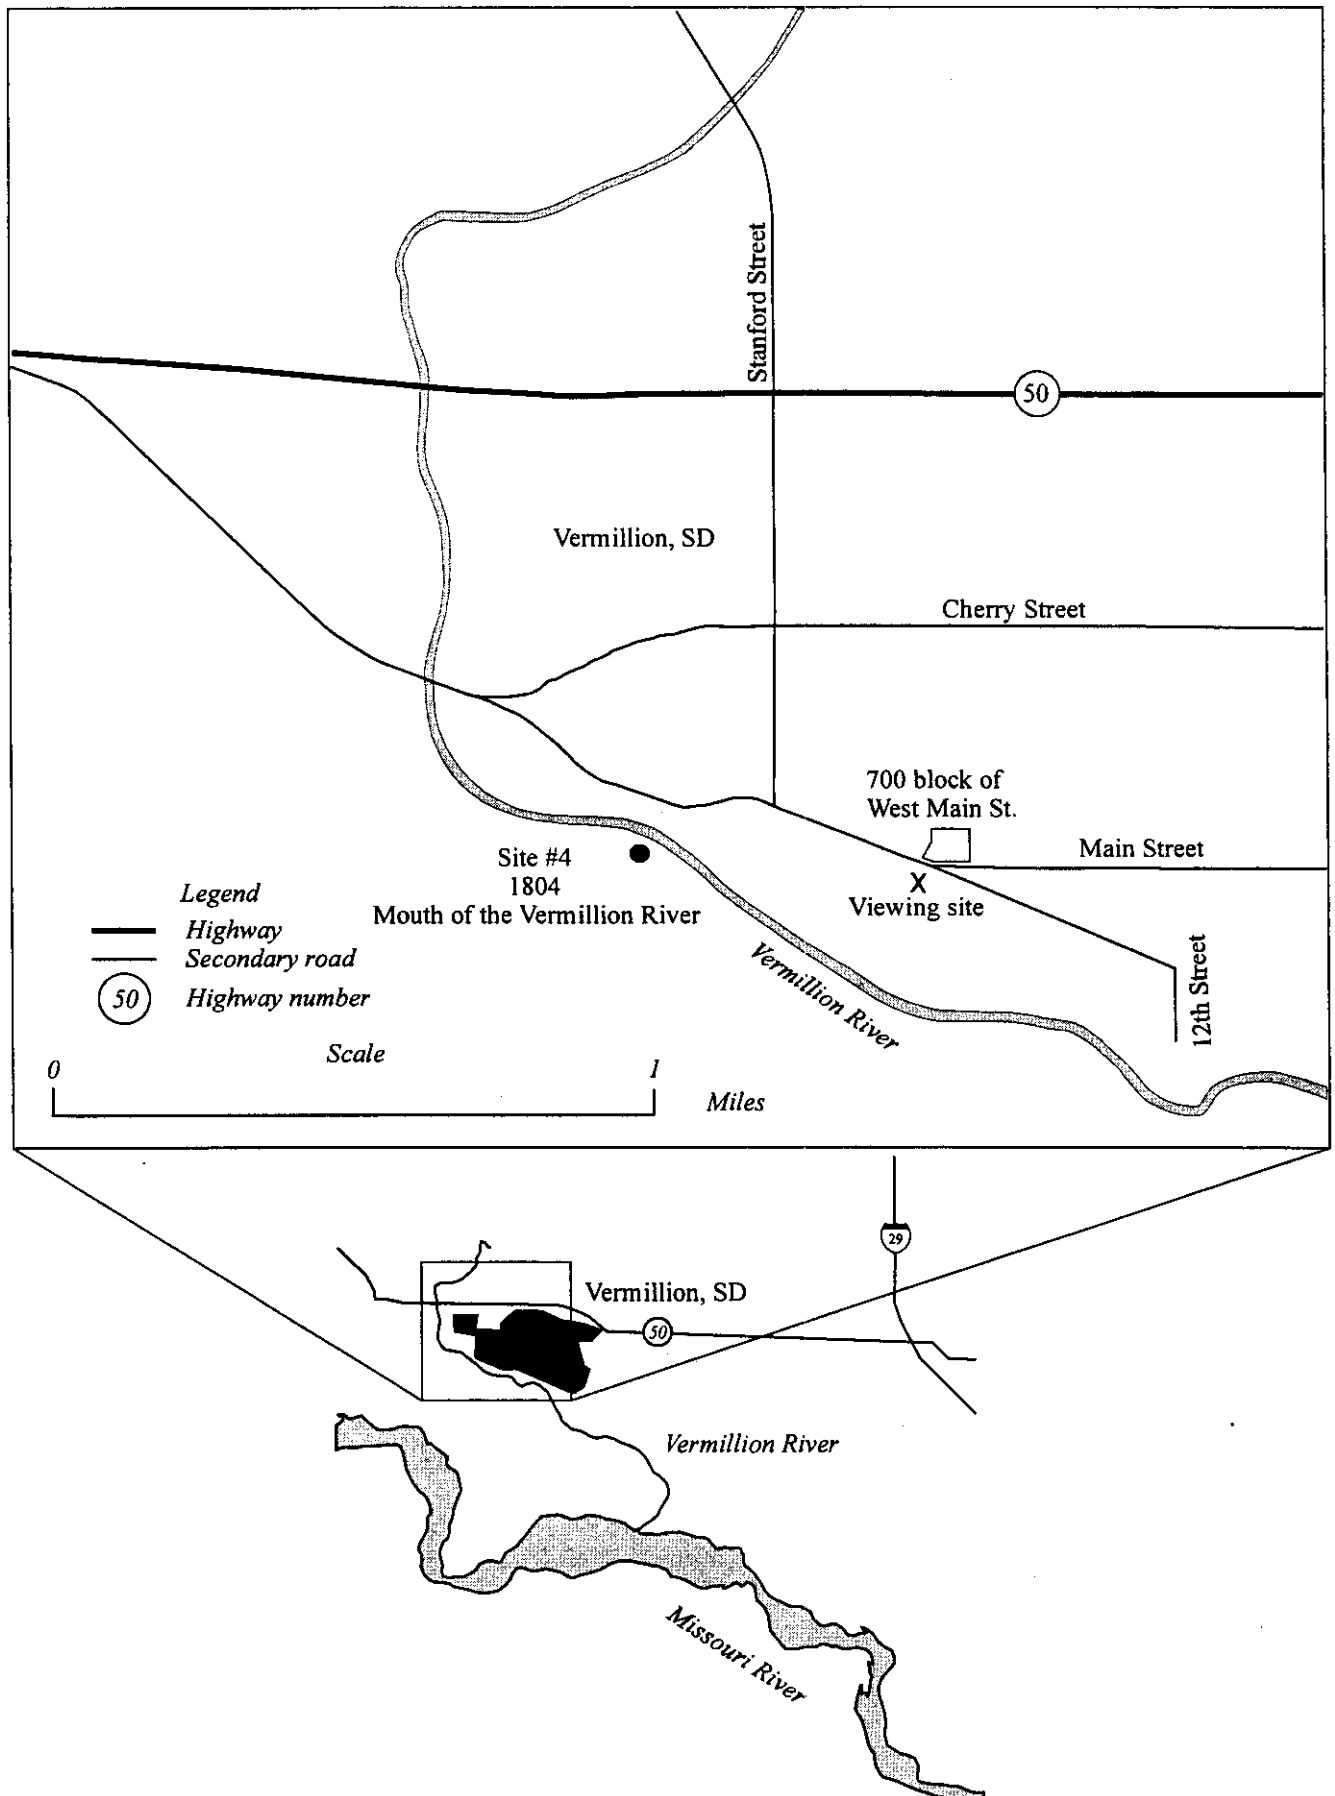 Stanford Street
50
Vermillion, SD
Cherry Street
700 block of
West Main St.
Main Street
Site #4
1804
Mouth of the Vermillion River
X
Viewing site
Vermillion River
12th Street
Legend
Highway
Secondary road
50 Highway number
Scale
0 1
Miles
29
Vermillion, SD
50
Vermillion River
Missouri River